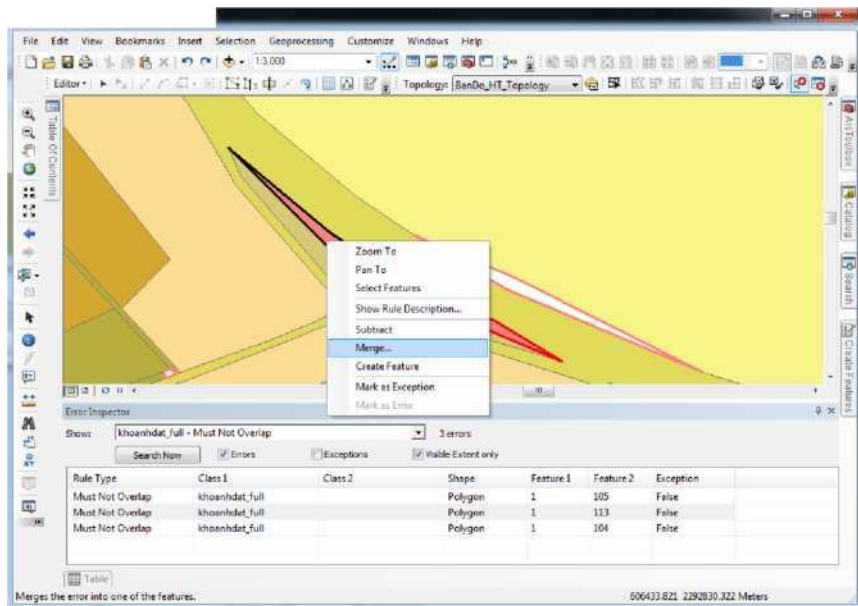 File Edit View Bookmarks Insert Selection Geoprocessing Customize Windows Help
1:3,000
Editor Topology: BanDo_HT_Topology
Table Of Contents
ArcToolbox
Catalog
Search
Create Features
Zoom To
Pan To
Select Features
Show Rule Description...
Subtract
Merge...
Create Feature
Mark as Exception
Mark as Error
Error Inspector
Show: khoanhdat_full - Must Not Overlap 3 errors
Search Now Errors Exceptions Visible Extent only
Rule Type Class 1 Class 2 Shape Feature 1 Feature 2 Exception
Must Not Overlap khoanhdat_full Polygon 1 105 False
Must Not Overlap khoanhdat_full Polygon 1 113 False
Must Not Overlap khoanhdat_full Polygon 1 104 False
Table
Merges the error into one of the features. 606433.821 2292830.322 Meters